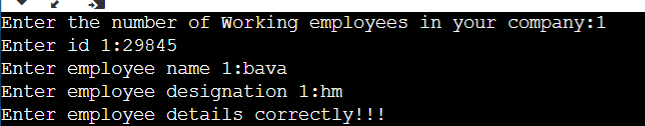 Enter the number of Working employees in your company:1
Enter id 1:29845
Enter employee name 1:bava
Enter employee designation 1:hm
Enter employee details correctly!!!